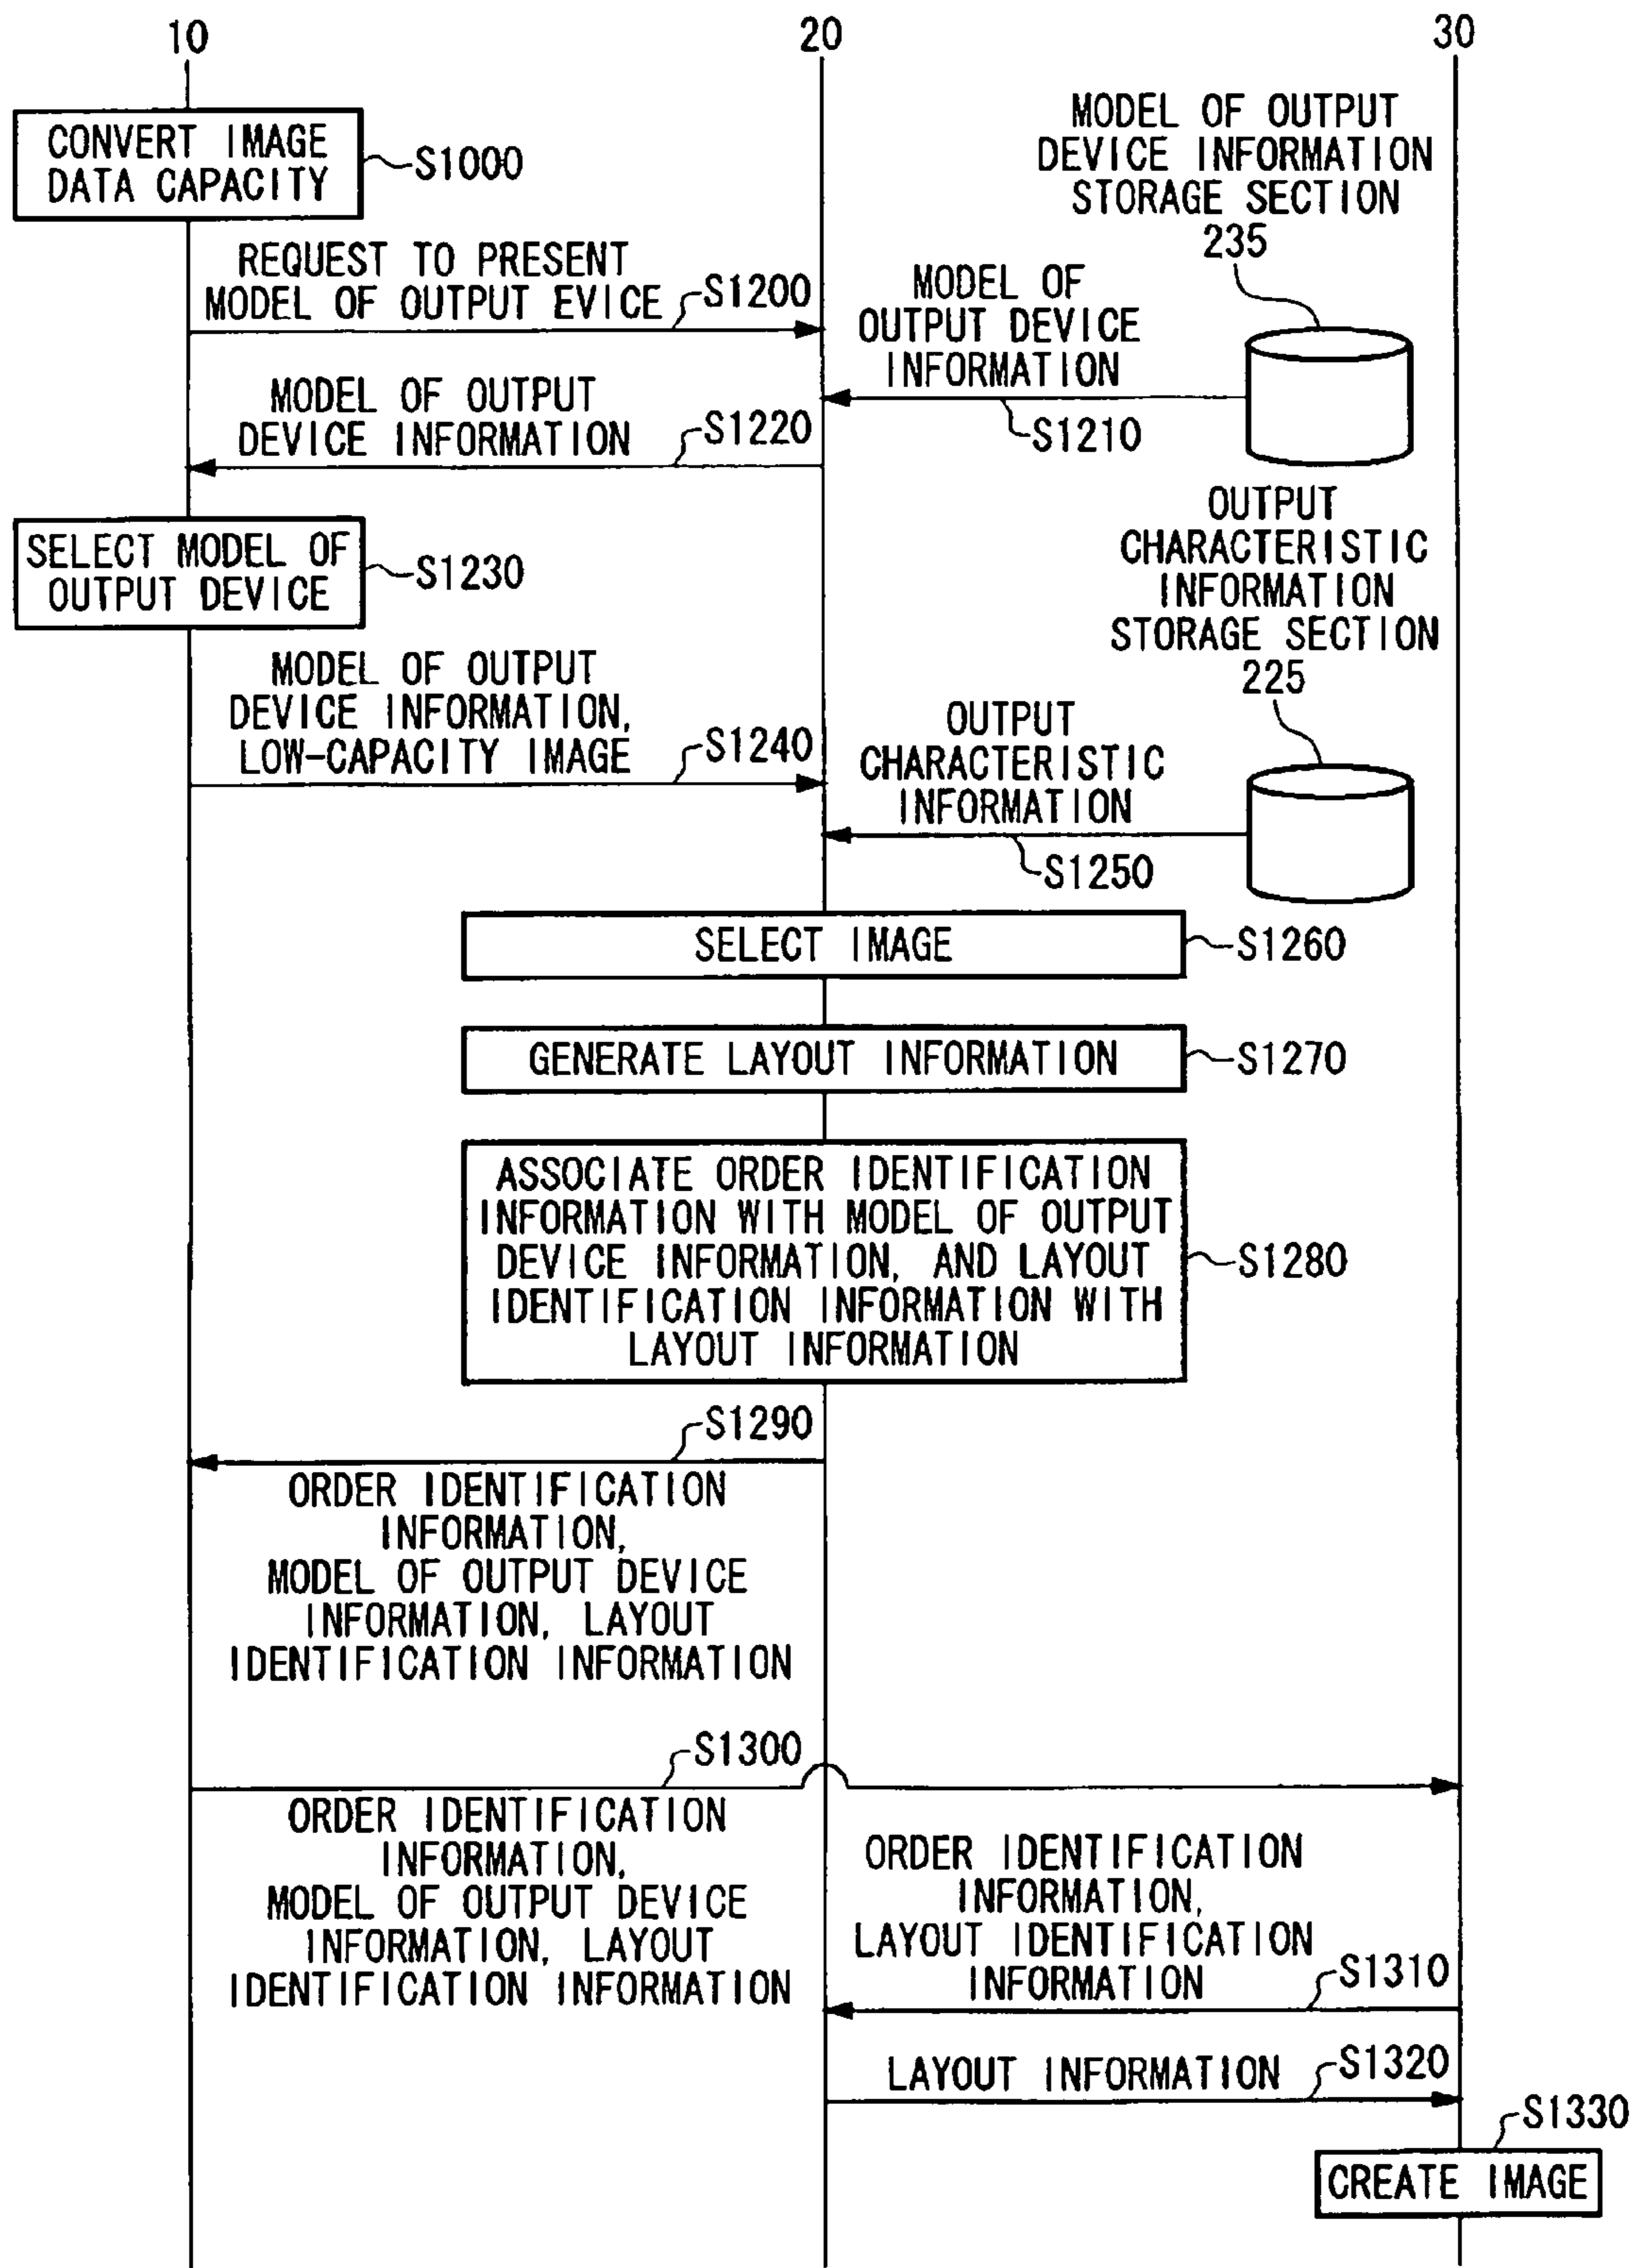 10
20
30
CONVERT IMAGE
DATA CAPACITY
S1000
MODEL OF OUTPUT
DEVICE INFORMATION
STORAGE SECTION
235
REQUEST TO PRESENT
MODEL OF OUTPUT EVICE
S1200
MODEL OF
OUTPUT DEVICE
INFORMATION
S1210
MODEL OF OUTPUT
DEVICE INFORMATION
S1220
SELECT MODEL OF
OUTPUT DEVICE
S1230
OUTPUT
CHARACTERISTIC
INFORMATION
STORAGE SECTION
225
MODEL OF OUTPUT
DEVICE INFORMATION,
LOW-CAPACITY IMAGE
S1240
OUTPUT
CHARACTERISTIC
INFORMATION
S1250
SELECT IMAGE
S1260
GENERATE LAYOUT INFORMATION
S1270
ASSOCIATE ORDER IDENTIFICATION
INFORMATION WITH MODEL OF OUTPUT
DEVICE INFORMATION, AND LAYOUT
IDENTIFICATION INFORMATION WITH
LAYOUT INFORMATION
S1280
S1290
ORDER IDENTIFICATION
INFORMATION,
MODEL OF OUTPUT DEVICE
INFORMATION, LAYOUT
IDENTIFICATION INFORMATION
S1300
ORDER IDENTIFICATION
INFORMATION,
MODEL OF OUTPUT DEVICE
INFORMATION, LAYOUT
IDENTIFICATION INFORMATION
ORDER IDENTIFICATION
INFORMATION,
LAYOUT IDENTIFICATION
INFORMATION
S1310
LAYOUT INFORMATION
S1320
S1330
CREATE IMAGE